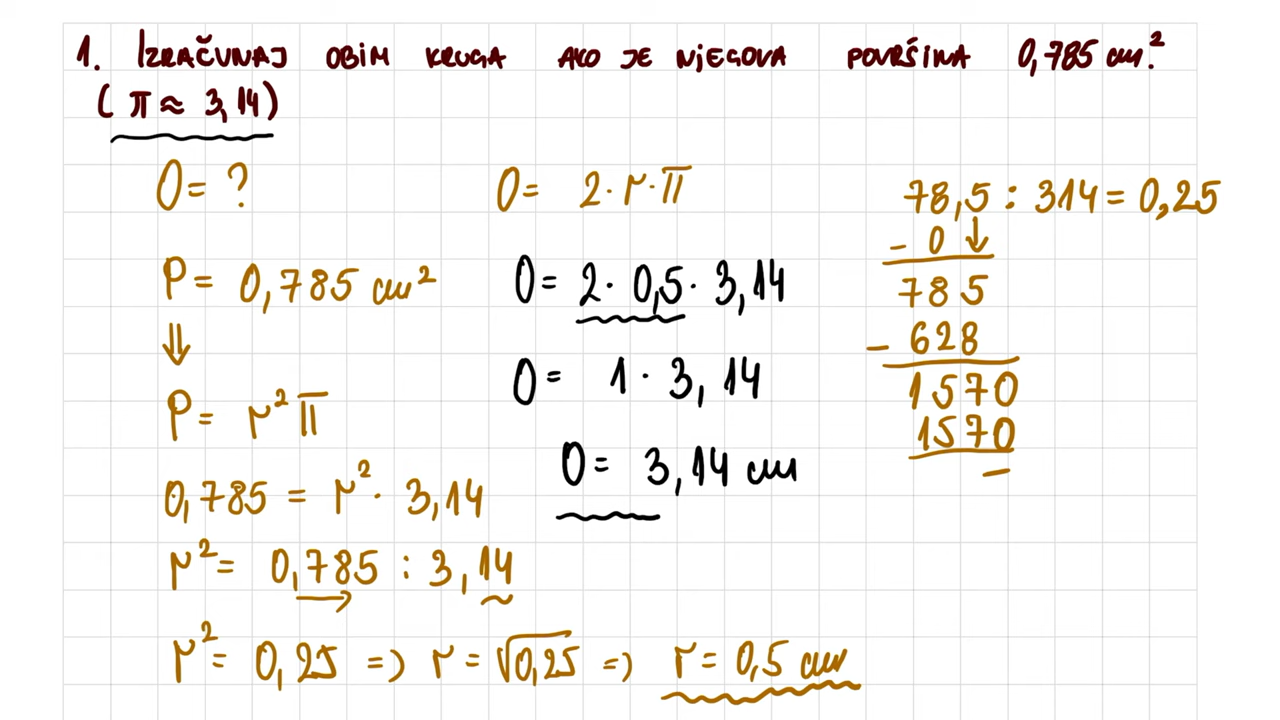 1. IZRAČUNAJ OBIM KRUGA AKO JE NJEGOVA POVRŠINA 0,785 cm².
(π ≈ 3,14)
O = ?
P = 0,785 cm²
⇓
P = r²π
0,785 = r² · 3,14
r² = 0,785 : 3,14
r² = 0,25 => r = √0,25 => r = 0,5 cm
O = 2 · r · π
O = 2 · 0,5 · 3,14
O = 1 · 3,14
O = 3,14 cm
78,5 : 314 = 0,25
- 0 ↓
785
- 628
1570
1570
–